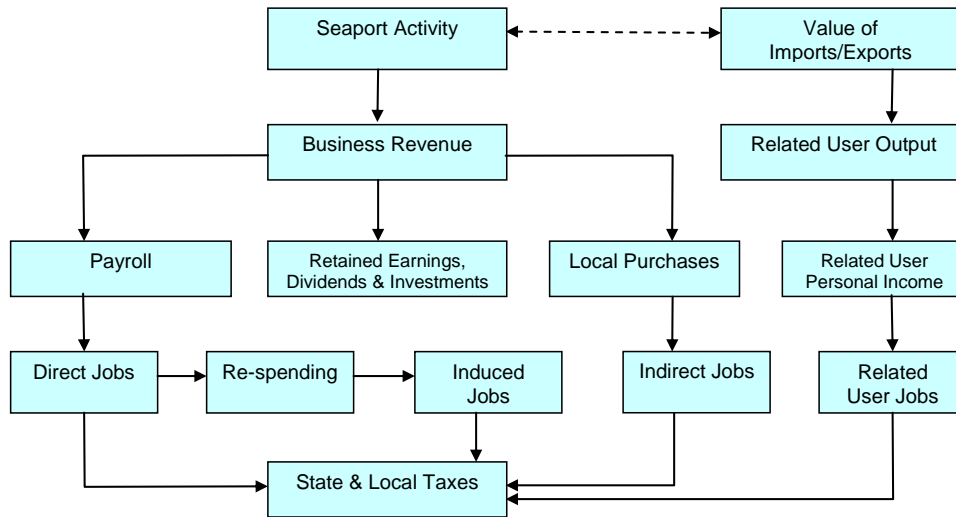 Seaport Activity
Value of
Imports/Exports
Business Revenue
Related User Output
Payroll
Retained Earnings,
Dividends & Investments
Local Purchases
Related User
Personal Income
Direct Jobs
Re-spending
Induced
Jobs
Indirect Jobs
Related
User Jobs
State & Local Taxes